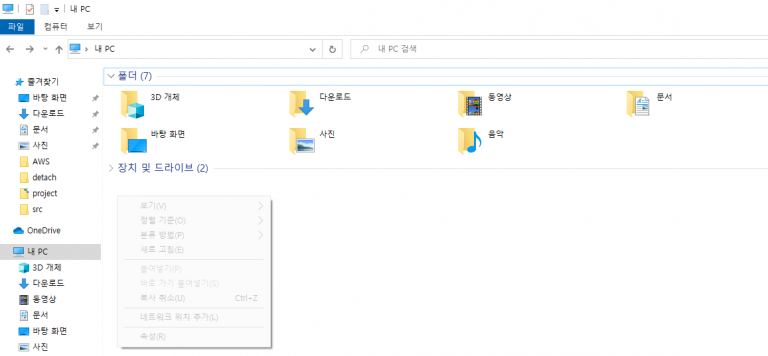 내 PC
파일 컴퓨터 보기
내 PC
내 PC 검색
즐겨찾기
바탕 화면
다운로드
문서
사진
AWS
detach
project
src
OneDrive
내 PC
3D 개체
다운로드
동영상
문서
바탕 화면
사진
폴더 (7)
3D 개체 다운로드 동영상 문서
바탕 화면 사진 음악
장치 및 드라이브 (2)
보기(V)
정렬 기준(O)
분류 방법(P)
새로 고침(E)
붙여넣기(P)
바로 가기 붙여넣기(S)
복사 취소(U) Ctrl+Z
네트워크 위치 추가(L)
속성(R)